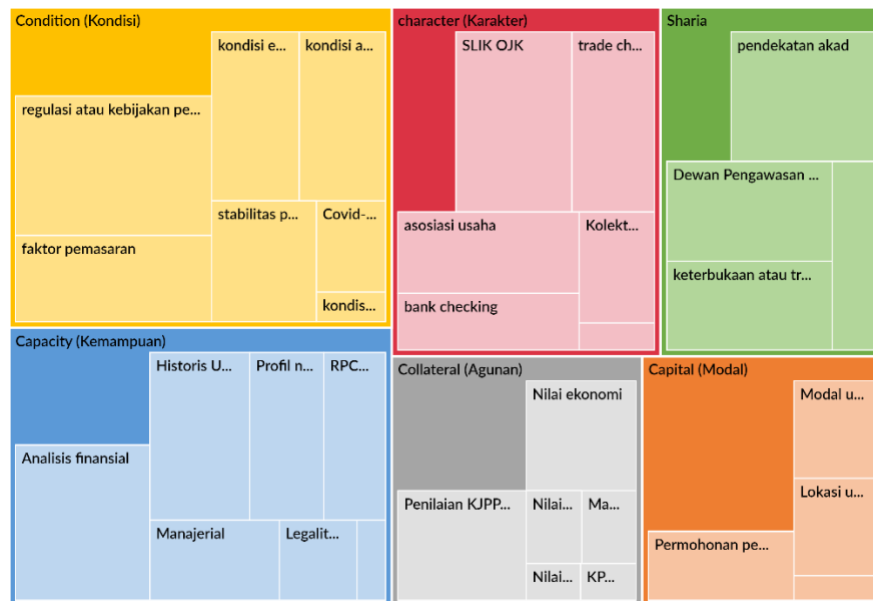 Condition (Kondisi)
kondisi e...
kondisi a...
regulasi atau kebijakan pe...
stabilitas p...
Covid-...
faktor pemasaran
kondis...
character (Karakter)
SLIK OJK
trade ch...
asosiasi usaha
Kolekt...
bank checking
Sharia
pendekatan akad
Dewan Pengawasan ...
keterbukaan atau tr...
Capacity (Kemampuan)
Historis U...
Profil n...
RPC...
Analisis finansial
Manajerial
Legalit...
Collateral (Agunan)
Nilai ekonomi
Penilaian KJPP...
Nilai...
Ma...
Nilai...
KP...
Capital (Modal)
Modal u...
Lokasi u...
Permohonan pe...